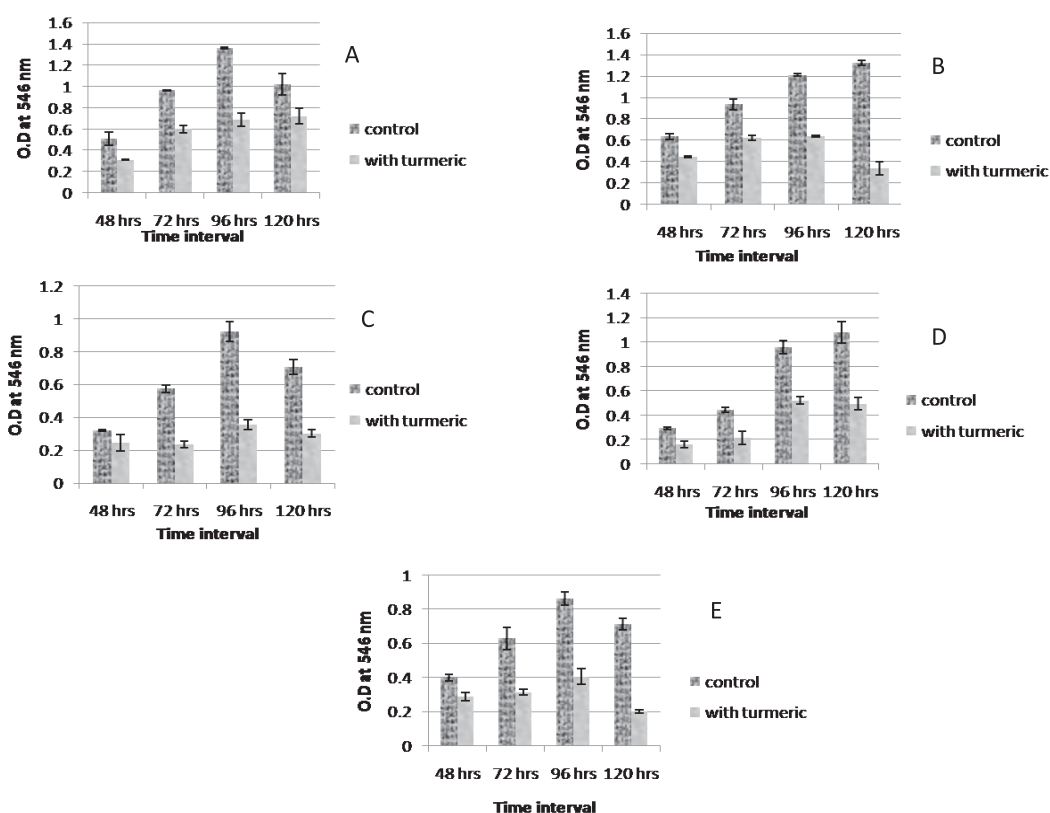 A
O.D at 546 nm
1.6
1.4
1.2
1
0.8
0.6
0.4
0.2
0
48 hrs 72 hrs 96 hrs 120 hrs
Time interval
control
with turmeric
B
O.D at 546 nm
1.6
1.4
1.2
1
0.8
0.6
0.4
0.2
0
48 hrs 72 hrs 96 hrs 120 hrs
Time interval
control
with turmeric
C
O.D at 546 nm
1.2
1
0.8
0.6
0.4
0.2
0
48 hrs 72 hrs 96 hrs 120 hrs
Time interval
control
with turmeric
D
O.D at 546 nm
1.4
1.2
1
0.8
0.6
0.4
0.2
0
48 hrs 72 hrs 96 hrs 120 hrs
Time interval
control
with turmeric
E
O.D at 546 nm
1
0.8
0.6
0.4
0.2
0
48 hrs 72 hrs 96 hrs 120 hrs
Time interval
control
with turmeric